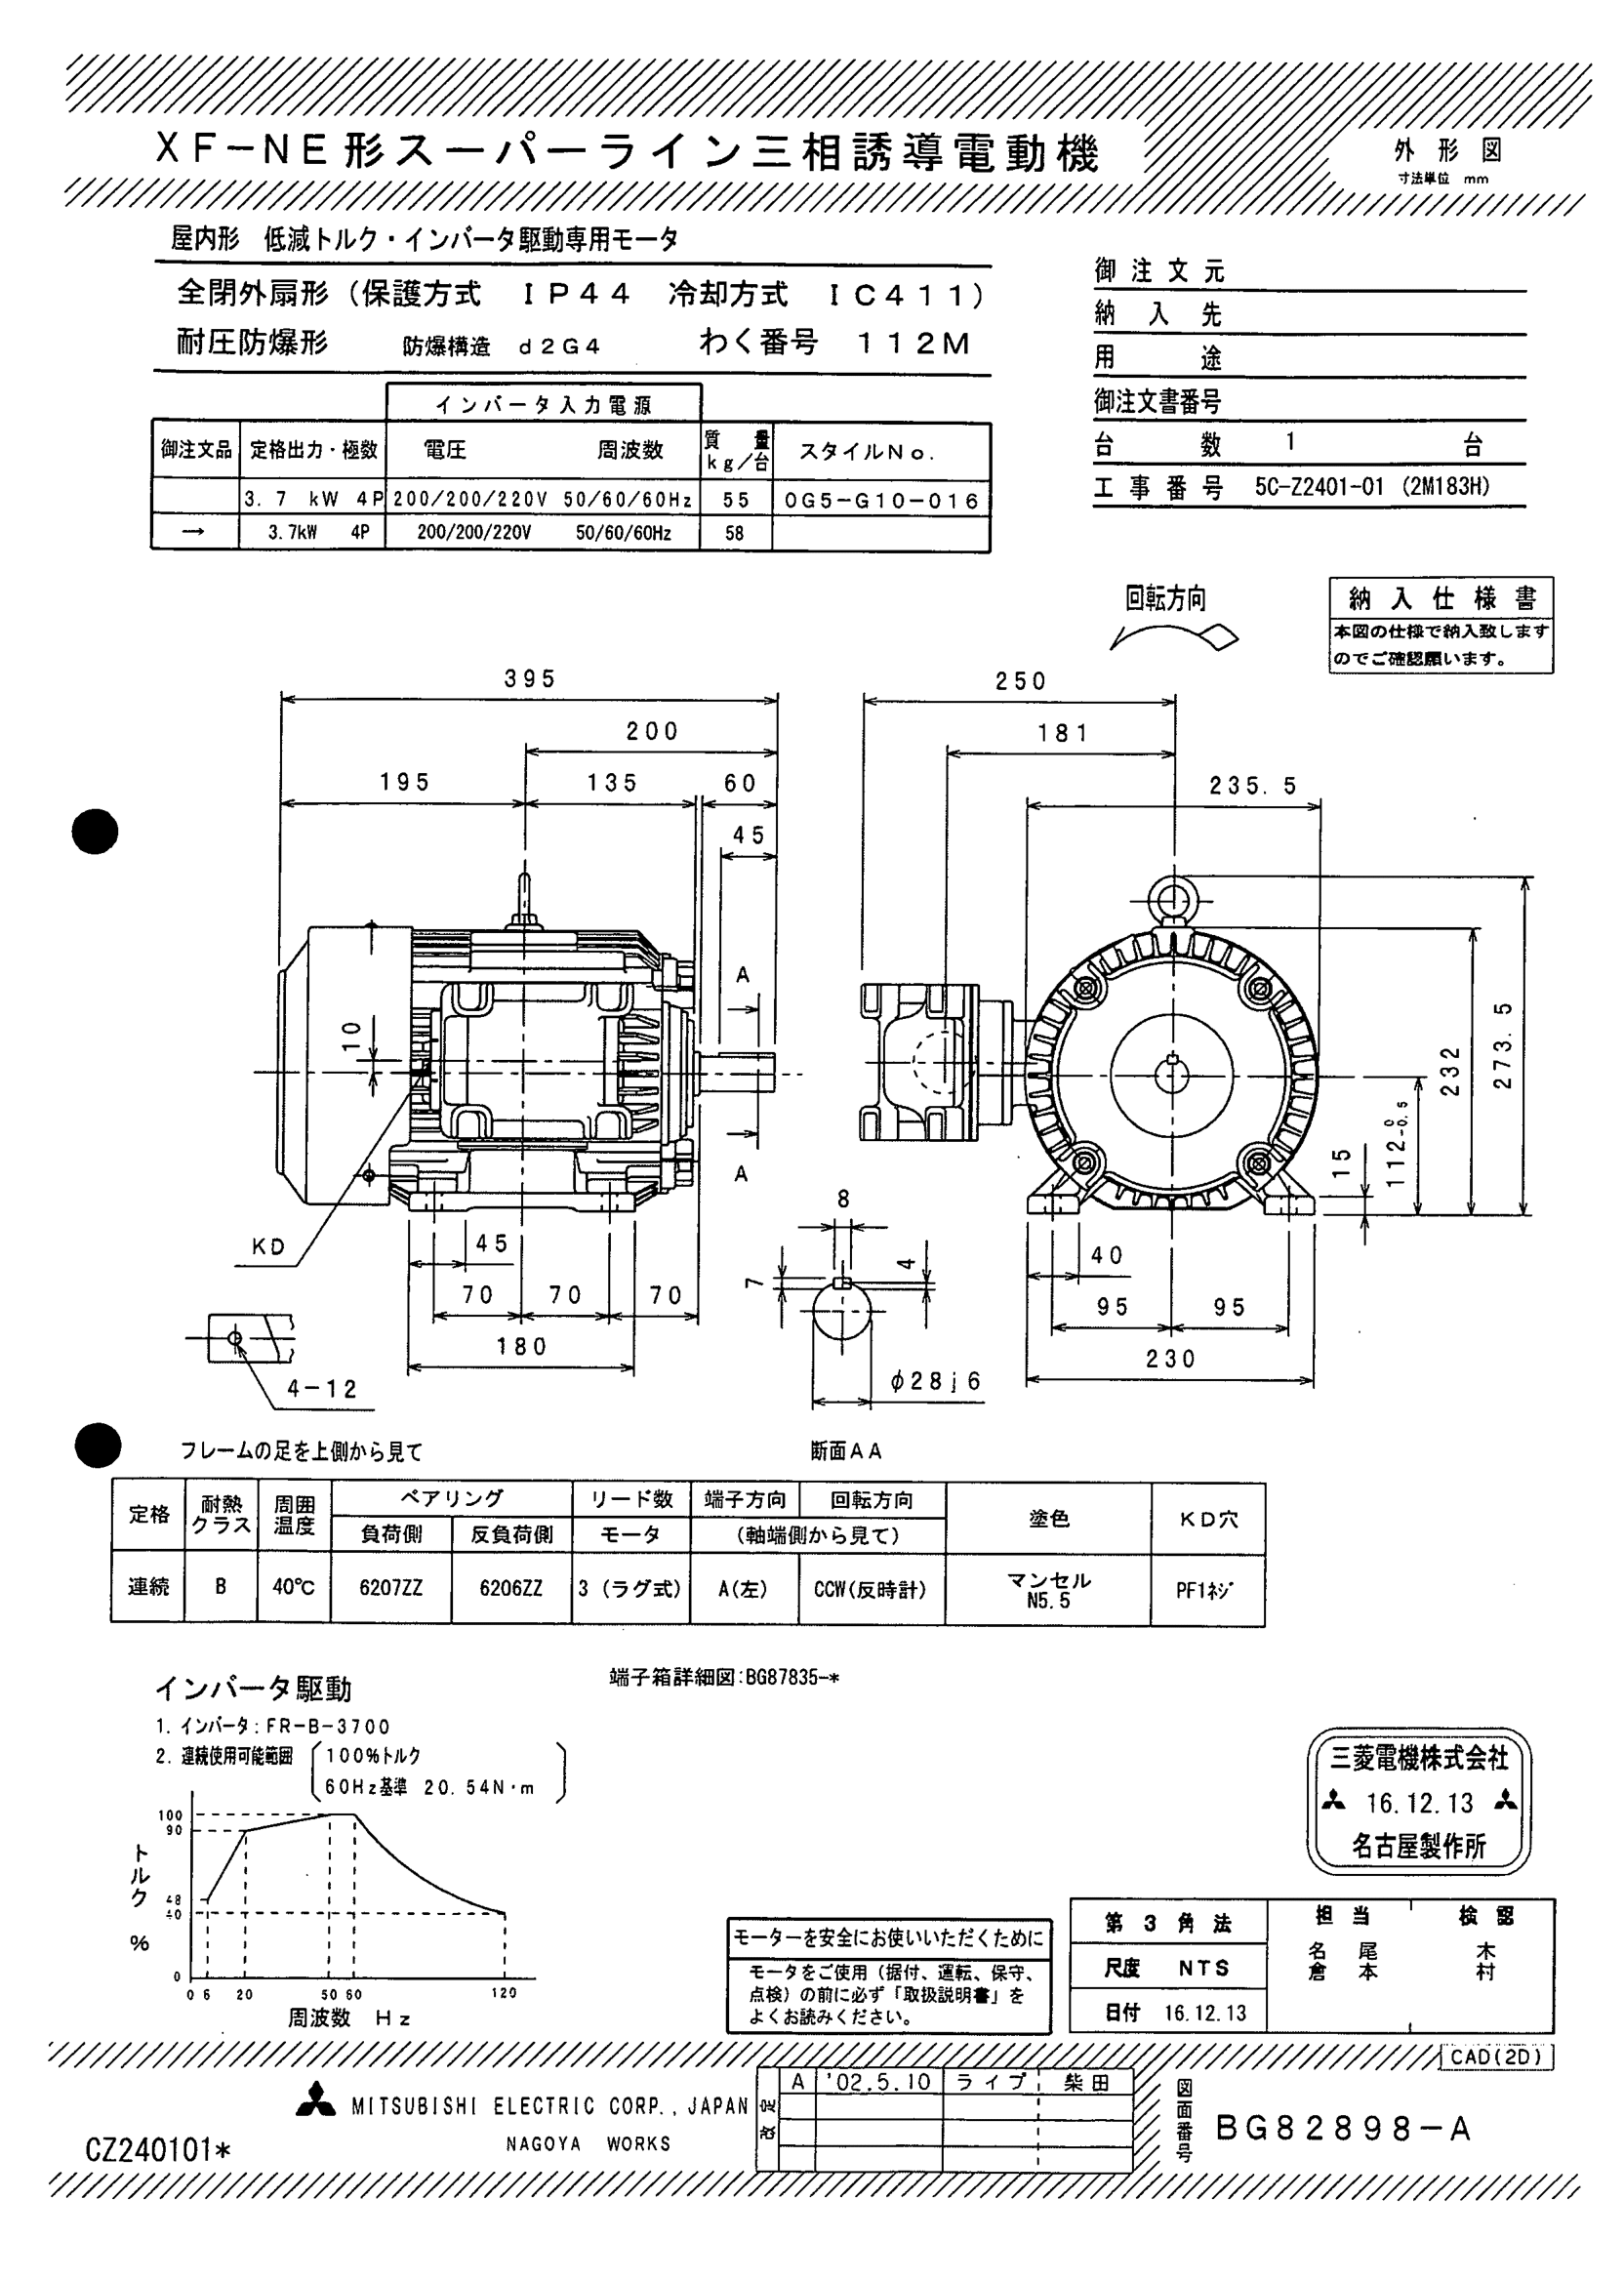 XF-NE形スーパーライン三相誘導電動機
外形図
寸法単位 mm
屋内形 低減トルク・インバータ駆動専用モータ
全閉外扇形(保護方式 IP44 冷却方式 IC411)
耐圧防爆形 防爆構造 d2G4 わく番号 112M
御注文元
納入先
用途
御注文書番号
台数 1 台
工事番号 5C-Z2401-01 (2M183H)
インバータ入力電源
御注文品 定格出力・極数 電圧 周波数 質量 kg/台 スタイルNo.
3.7 kW 4P 200/200/220V 50/60/60Hz 55 0G5-G10-016
→ 3.7kW 4P 200/200/220V 50/60/60Hz 58
回転方向
納入仕様書
本図の仕様で納入致します
のでご確認願います。
395
200
195 135 60
45
10
A
A
KD
45
70 70 70
180
4-12
フレームの足を上側から見て
250
181
235.5
232
273.5
112 0 -0.5
15
40
95 95
230
8
7
4
φ28j6
断面AA
定格 耐熱クラス 周囲温度 ベアリング リード数 端子方向 回転方向 塗色 KD穴
負荷側 反負荷側 モータ (軸端側から見て)
連続 B 40℃ 6207ZZ 6206ZZ 3 (ラグ式) A(左) CCW(反時計) マンセル N5.5 PF1ネジ
端子箱詳細図:BG87835-*
インバータ駆動
1. インバータ:FR-B-3700
2. 連続使用可能範囲 100%トルク
60Hz基準 20.54N・m
トルク %
100
90
48
40
0
0 6 20 50 60 120
周波数 Hz
三菱電機株式会社
16.12.13
名古屋製作所
モーターを安全にお使いいただくために
モータをご使用(据付、運転、保守、
点検)の前に必ず「取扱説明書」を
よくお読みください。
第3角法
尺度 NTS
日付 16.12.13
担当 検認
名倉 尾本 木村
CAD(2D)
MITSUBISHI ELECTRIC CORP., JAPAN
NAGOYA WORKS
改定
A '02.5.10 ライブ 柴田
図面番号 BG82898-A
CZ240101*